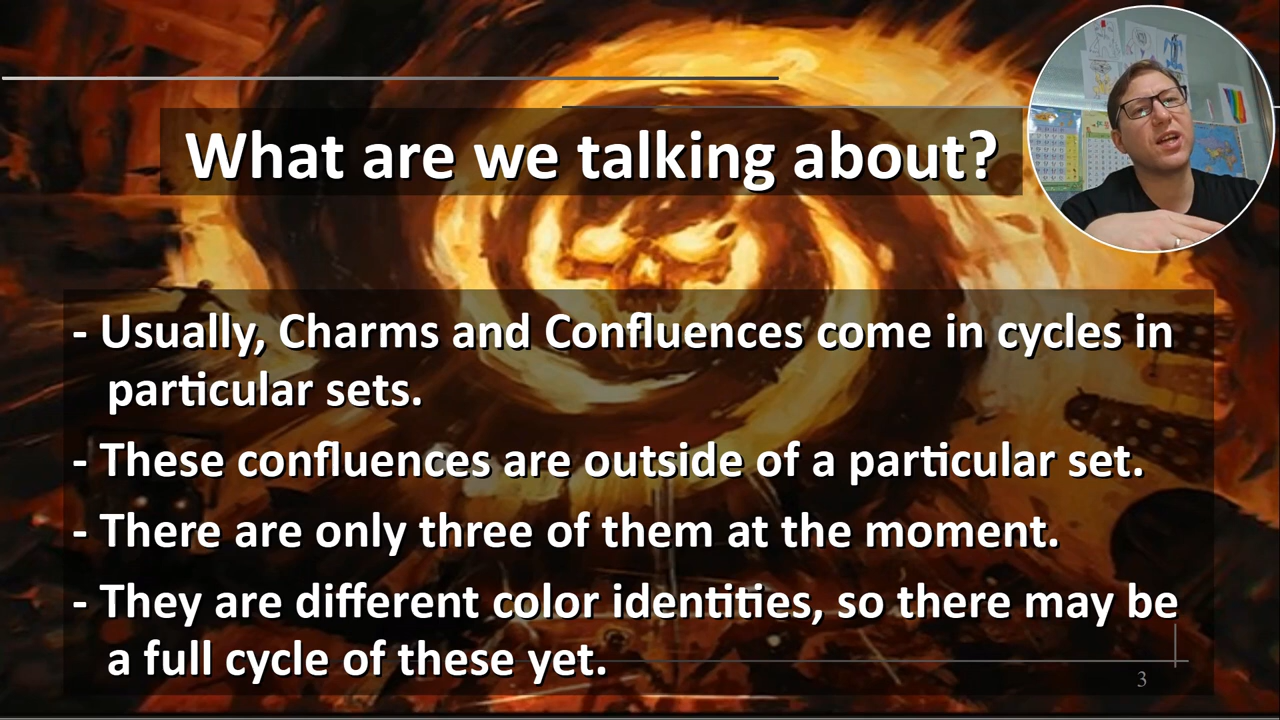 What are we talking about?
- Usually, Charms and Confluences come in cycles in
particular sets.
- These confluences are outside of a particular set.
- There are only three of them at the moment.
- They are different color identities, so there may be
a full cycle of these yet.
3